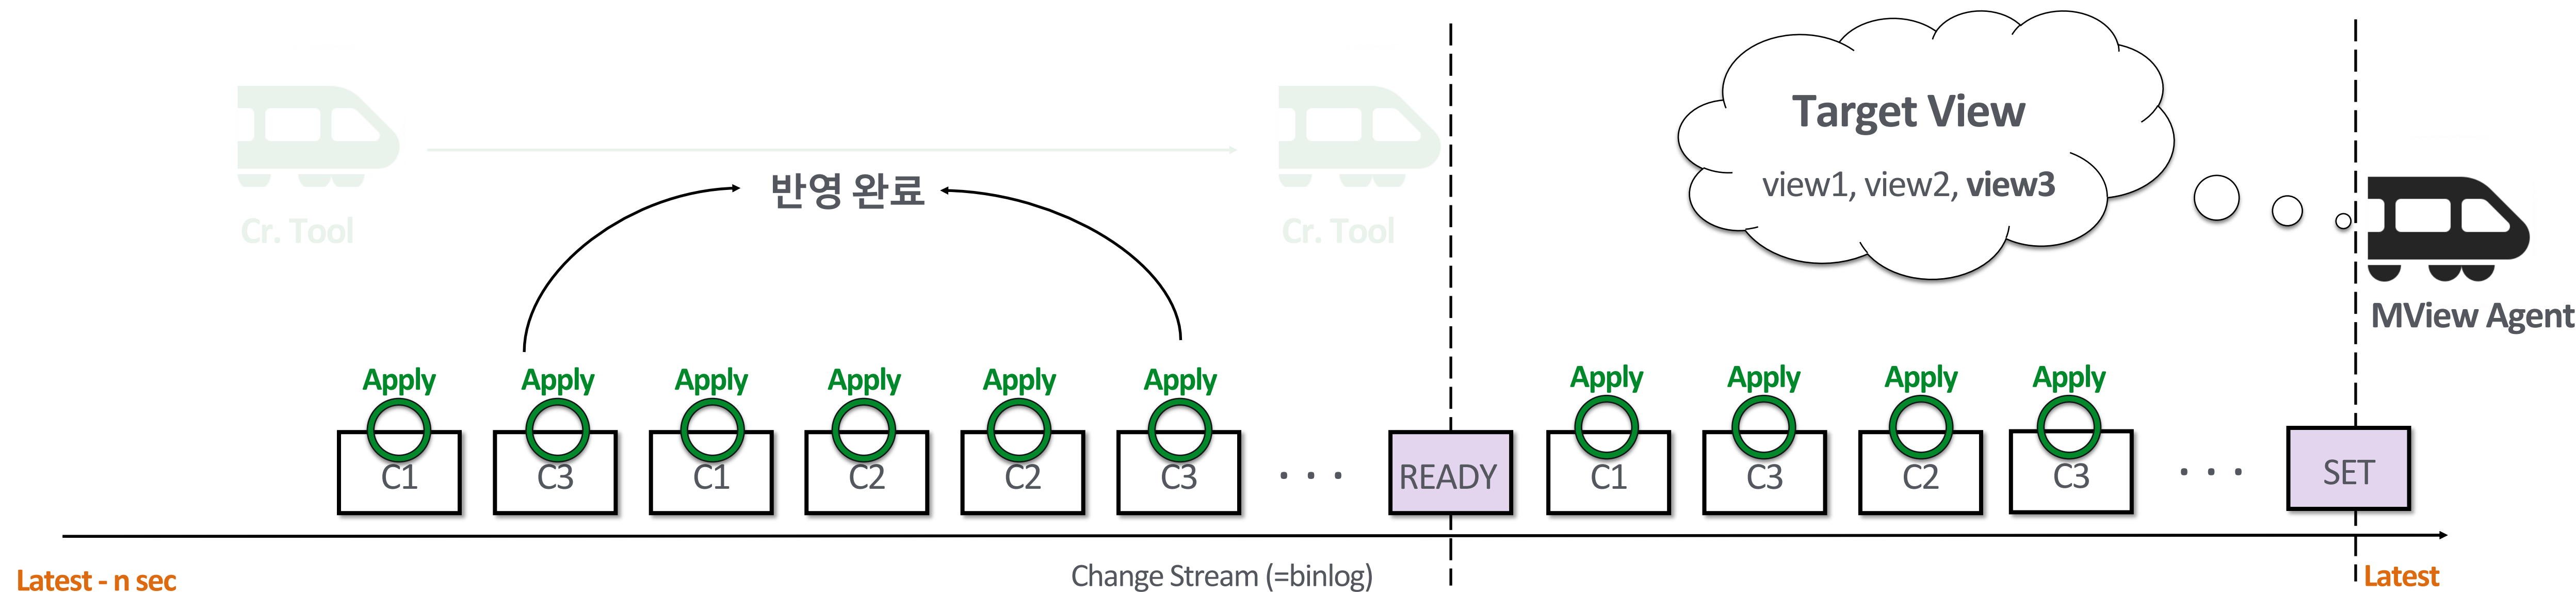 Target View
view1, view2, view3
반영 완료
Cr. Tool
Cr. Tool
MView Agent
Apply
Apply
Apply
Apply
Apply
Apply
Apply
Apply
Apply
Apply
C1
C3
C1
C2
C2
C3
. . .
READY
C1
C3
C2
C3
. . .
SET
Latest - n sec
Change Stream (=binlog)
Latest